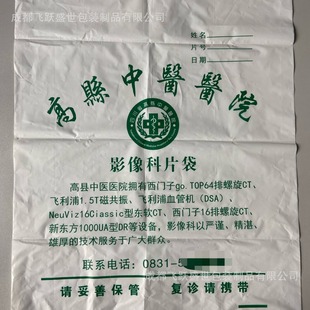 成都飞跃盛世包装制品有限公司
姓名:
片号:
日期:
高縣中醫醫院
影像科片袋
高县中医医院拥有西门子go.TOP64排螺旋CT、
飞利浦1.5T磁共振、飞利浦血管机（DSA）、
NeuViz16Ciassic型东软CT、西门子16排螺旋CT、
新东方1000UA型DR等设备，影像科以严谨、精湛、
雄厚的技术服务于广大群众。
联系电话：0831-5
请妥善保管 复诊请携带